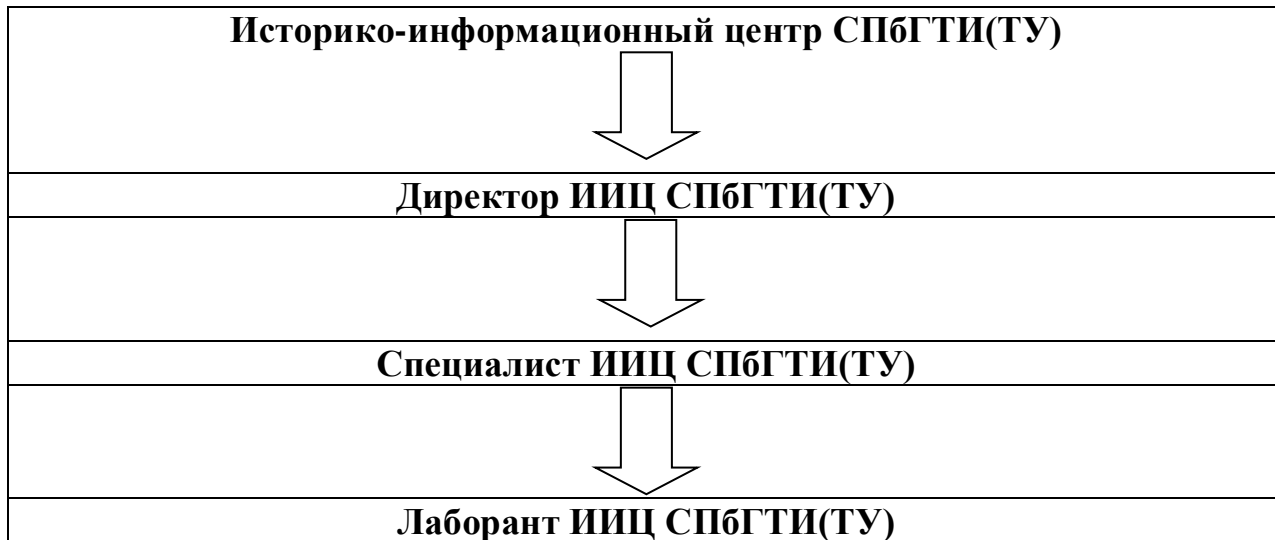 Историко-информационный центр СПбГТИ(ТУ)
Директор ИИЦ СПбГТИ(ТУ)
Специалист ИИЦ СПбГТИ(ТУ)
Лаборант ИИЦ СПбГТИ(ТУ)